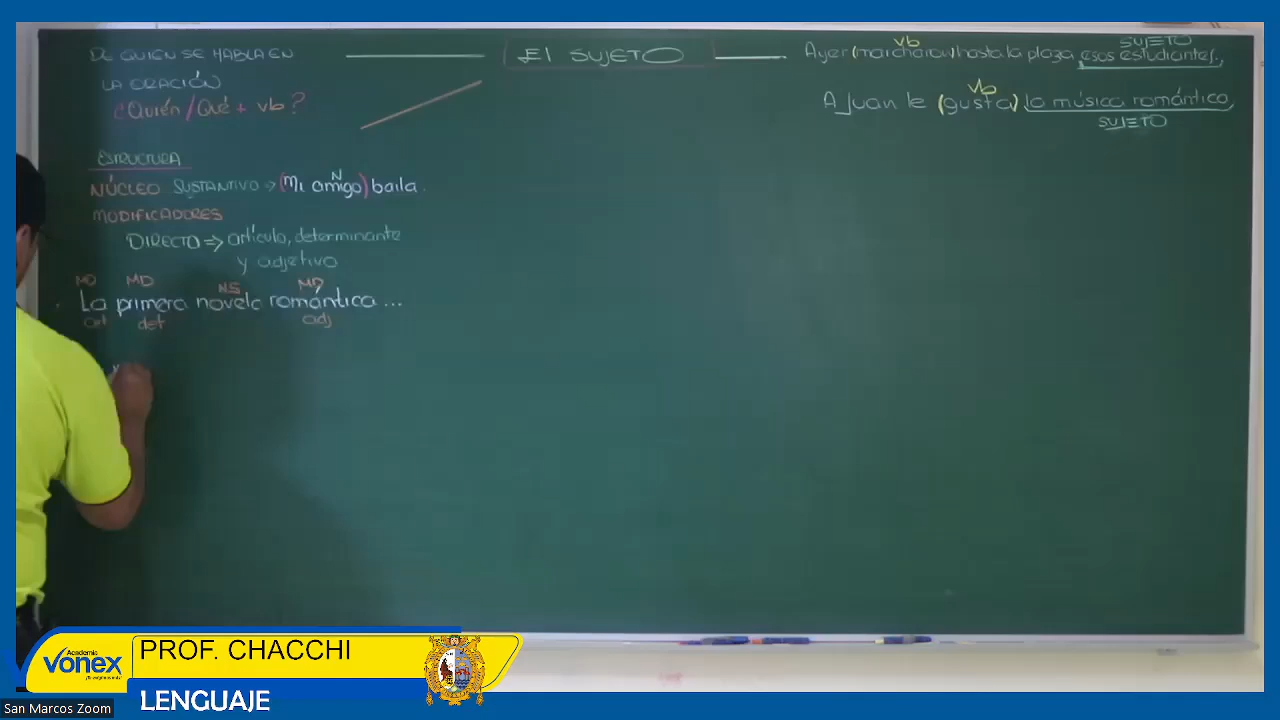 El SUJETO
DE QUIEN SE HABLA EN
LA ORACIÓN
¿Quién/Qué + vb?
ESTRUCTURA
N
NÚCLEO SUSTANTIVO → (Mi amigo) baila.
MODIFICADORES
DIRECTO ⇒ artículo, determinante
y adjetivo
MD MD NS MD
· La primera novela romántica ...
art det adj
vb SUJETO
Ayer (marcharon) hasta la plaza esos estudiantes.
vb
A Juan le (gusta) la música romántica.
SUJETO
Academia
Vonex
PROF. CHACCHI
LENGUAJE
San Marcos Zoom